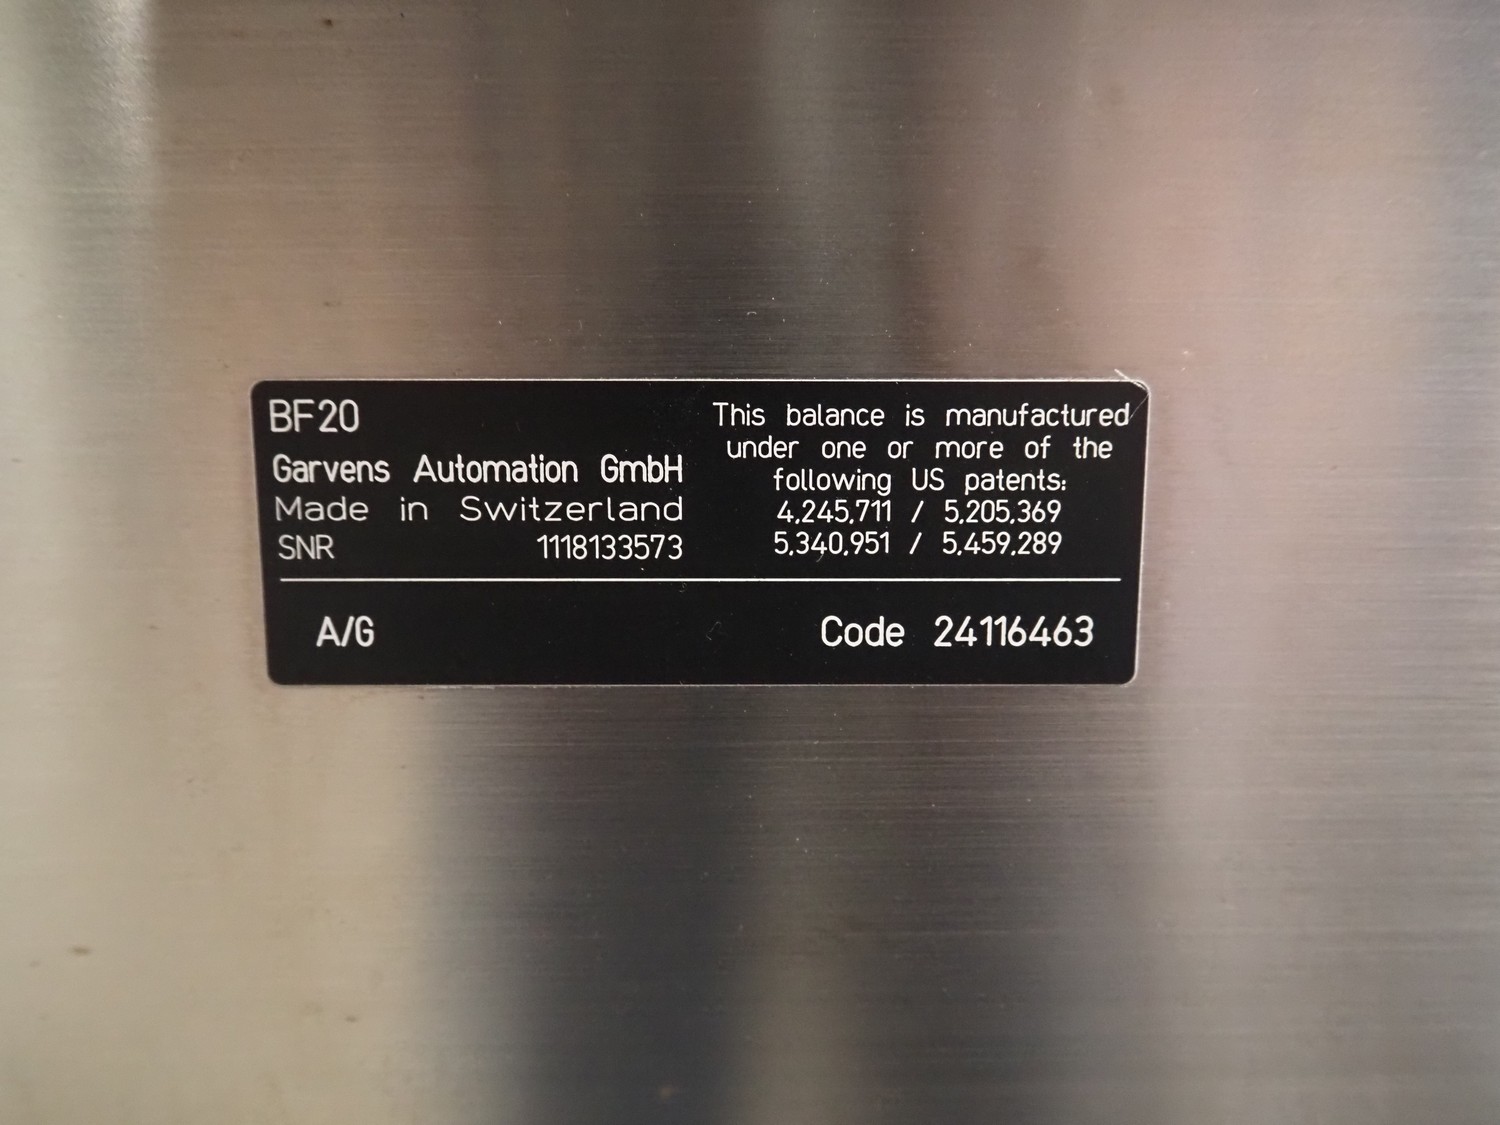 BF20
Garvens Automation GmbH
Made in Switzerland
SNR 1118133573
This balance is manufactured
under one or more of the
following US patents:
4,245,711 / 5,205,369
5,340,951 / 5,459,289
A/G Code 24116463